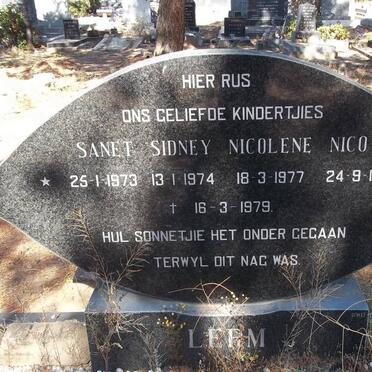 HIER RUS
ONS GELIEFDE KINDERTJIES
SANET SIDNEY NICOLENE NICO
* 25-1-1973 13-1-1974 18-3-1977 24-9-1
† 16-3-1979.
HUL SONNETJIE HET ONDER GEGAAN
TERWYL DIT NAG WAS.
LEEM